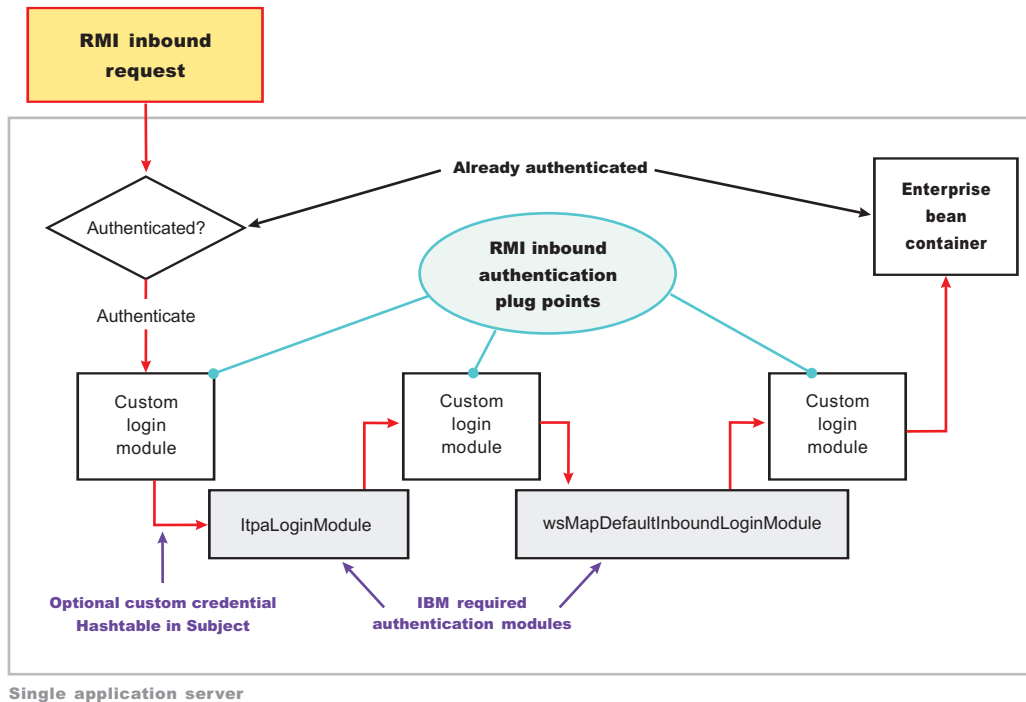 RMI inbound
request
Already authenticated
Authenticated?
Enterprise
bean
container
RMI inbound
authentication
plug points
Authenticate
Custom
login
module
Custom
login
module
Custom
login
module
ltpaLoginModule
wsMapDefaultInboundLoginModule
Optional custom credential
Hashtable in Subject
IBM required
authentication modules
Single application server